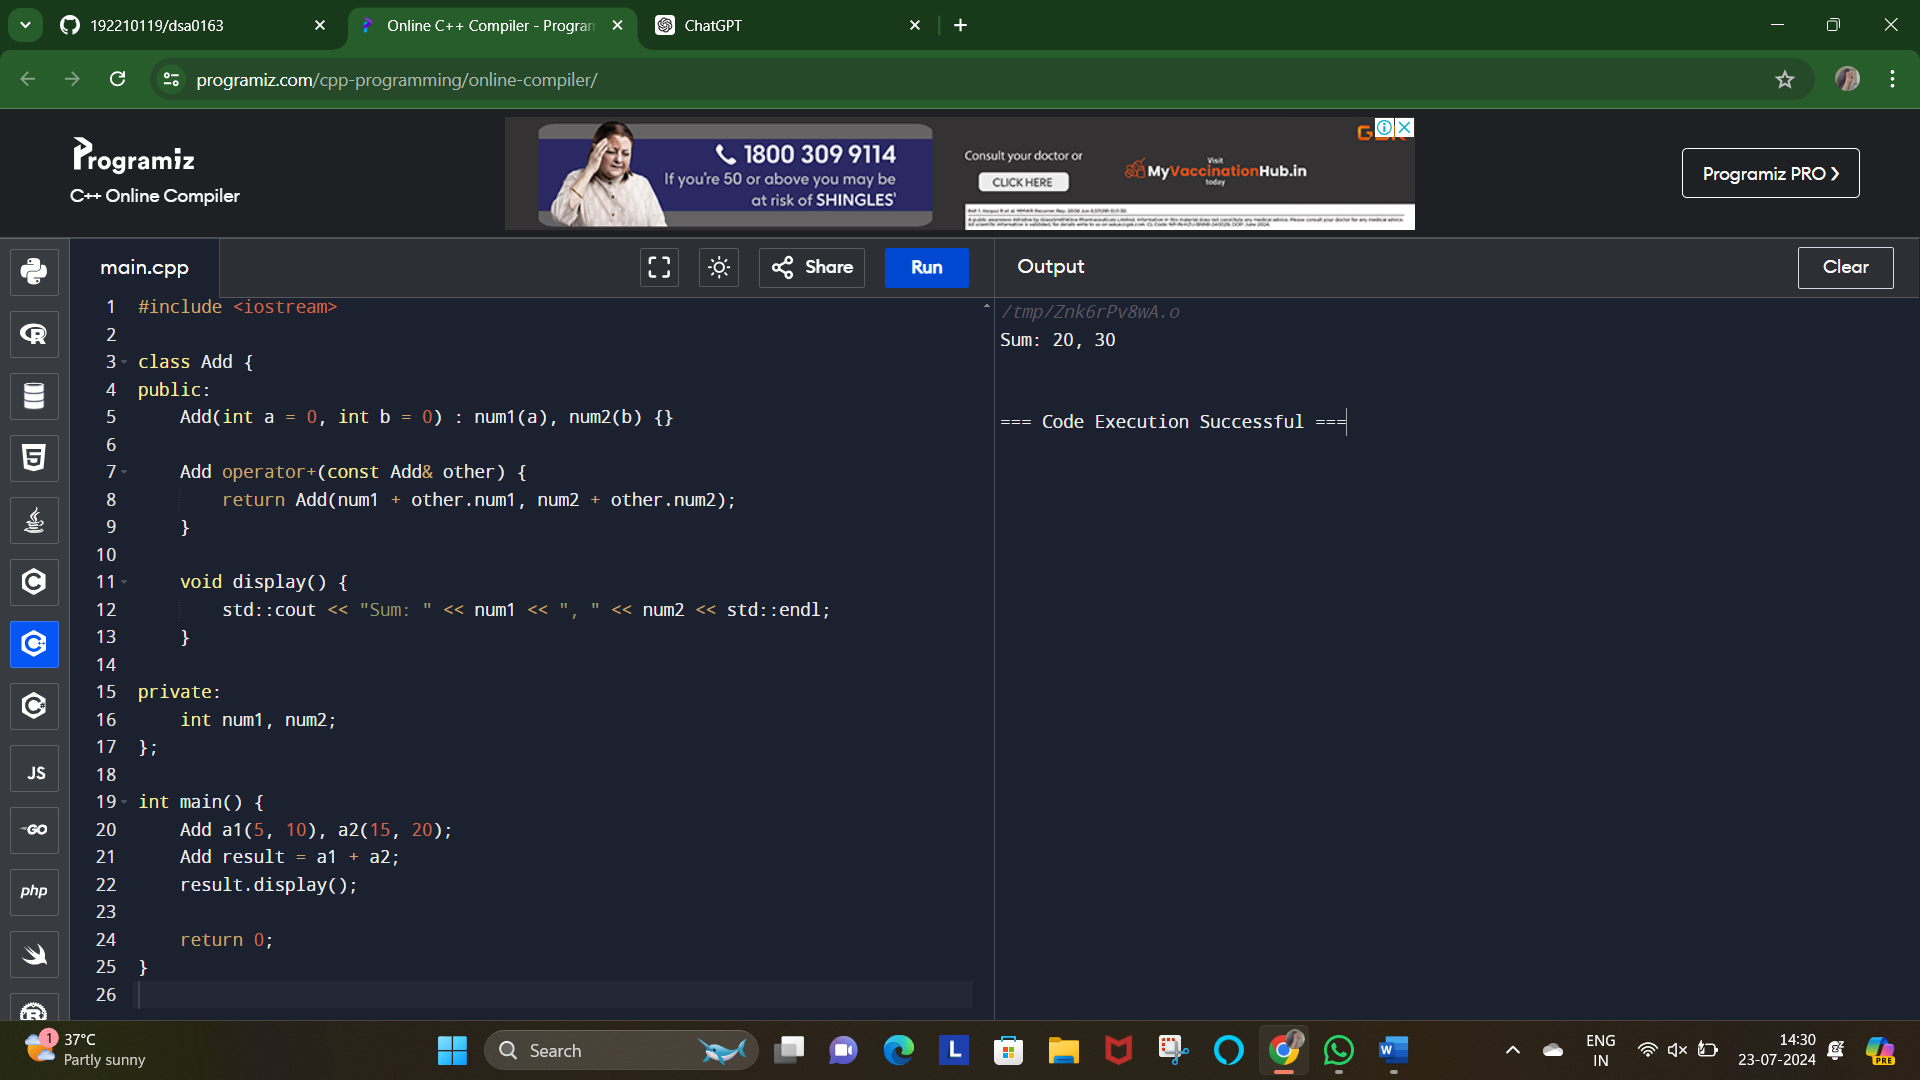 192210119/dsa0163
Online C++ Compiler - Program
ChatGPT
programiz.com/cpp-programming/online-compiler/
Programiz
C++ Online Compiler
1800 309 9114
If you're 50 or above you may be
at risk of SHINGLES'
Consult your doctor or
CLICK HERE
Visit
MyVaccinationHub.in
today
Programiz PRO ❯
main.cpp
Share
Run
Output
Clear
1 #include <iostream>
2
3 class Add {
4 public:
5     Add(int a = 0, int b = 0) : num1(a), num2(b) {}
6
7     Add operator+(const Add& other) {
8         return Add(num1 + other.num1, num2 + other.num2);
9     }
10
11     void display() {
12         std::cout << "Sum: " << num1 << ", " << num2 << std::endl;
13     }
14
15 private:
16     int num1, num2;
17 };
18
19 int main() {
20     Add a1(5, 10), a2(15, 20);
21     Add result = a1 + a2;
22     result.display();
23
24     return 0;
25 }
26
/tmp/Znk6rPv8wA.o
Sum: 20, 30
=== Code Execution Successful ===
JS
GO
php
1
37°C
Partly sunny
Search
L
W
ENG
IN
14:30
23-07-2024
PRE